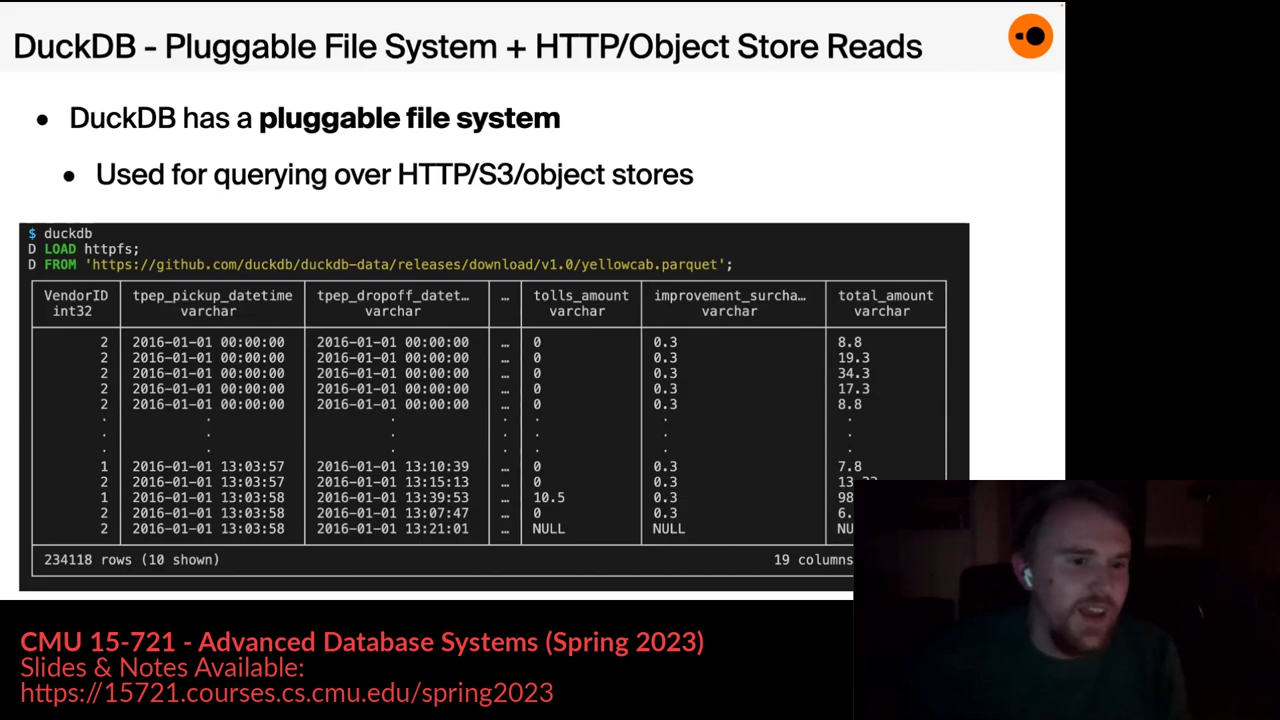 DuckDB - Pluggable File System + HTTP/Object Store Reads
• DuckDB has a pluggable file system
• Used for querying over HTTP/S3/object stores
$ duckdb
D LOAD httpfs;
D FROM 'https://github.com/duckdb/duckdb-data/releases/download/v1.0/yellowcab.parquet';
VendorID tpep_pickup_datetime tpep_dropoff_datet… … tolls_amount improvement_surcha… total_amount
int32 varchar varchar varchar varchar varchar
2 2016-01-01 00:00:00 2016-01-01 00:00:00 … 0 0.3 8.8
2 2016-01-01 00:00:00 2016-01-01 00:00:00 … 0 0.3 19.3
2 2016-01-01 00:00:00 2016-01-01 00:00:00 … 0 0.3 34.3
2 2016-01-01 00:00:00 2016-01-01 00:00:00 … 0 0.3 17.3
2 2016-01-01 00:00:00 2016-01-01 00:00:00 … 0 0.3 8.8
. . . . . . .
. . . . . . .
. . . . . . .
1 2016-01-01 13:03:57 2016-01-01 13:10:39 … 0 0.3 7.8
2 2016-01-01 13:03:57 2016-01-01 13:15:13 … 0 0.3
1 2016-01-01 13:03:58 2016-01-01 13:39:53 … 10.5 0.3 98
2 2016-01-01 13:03:58 2016-01-01 13:07:47 … 0 0.3 6.
2 2016-01-01 13:03:58 2016-01-01 13:21:01 … NULL NULL NU
234118 rows (10 shown) 19 columns
CMU 15-721 - Advanced Database Systems (Spring 2023)
Slides & Notes Available:
https://15721.courses.cs.cmu.edu/spring2023